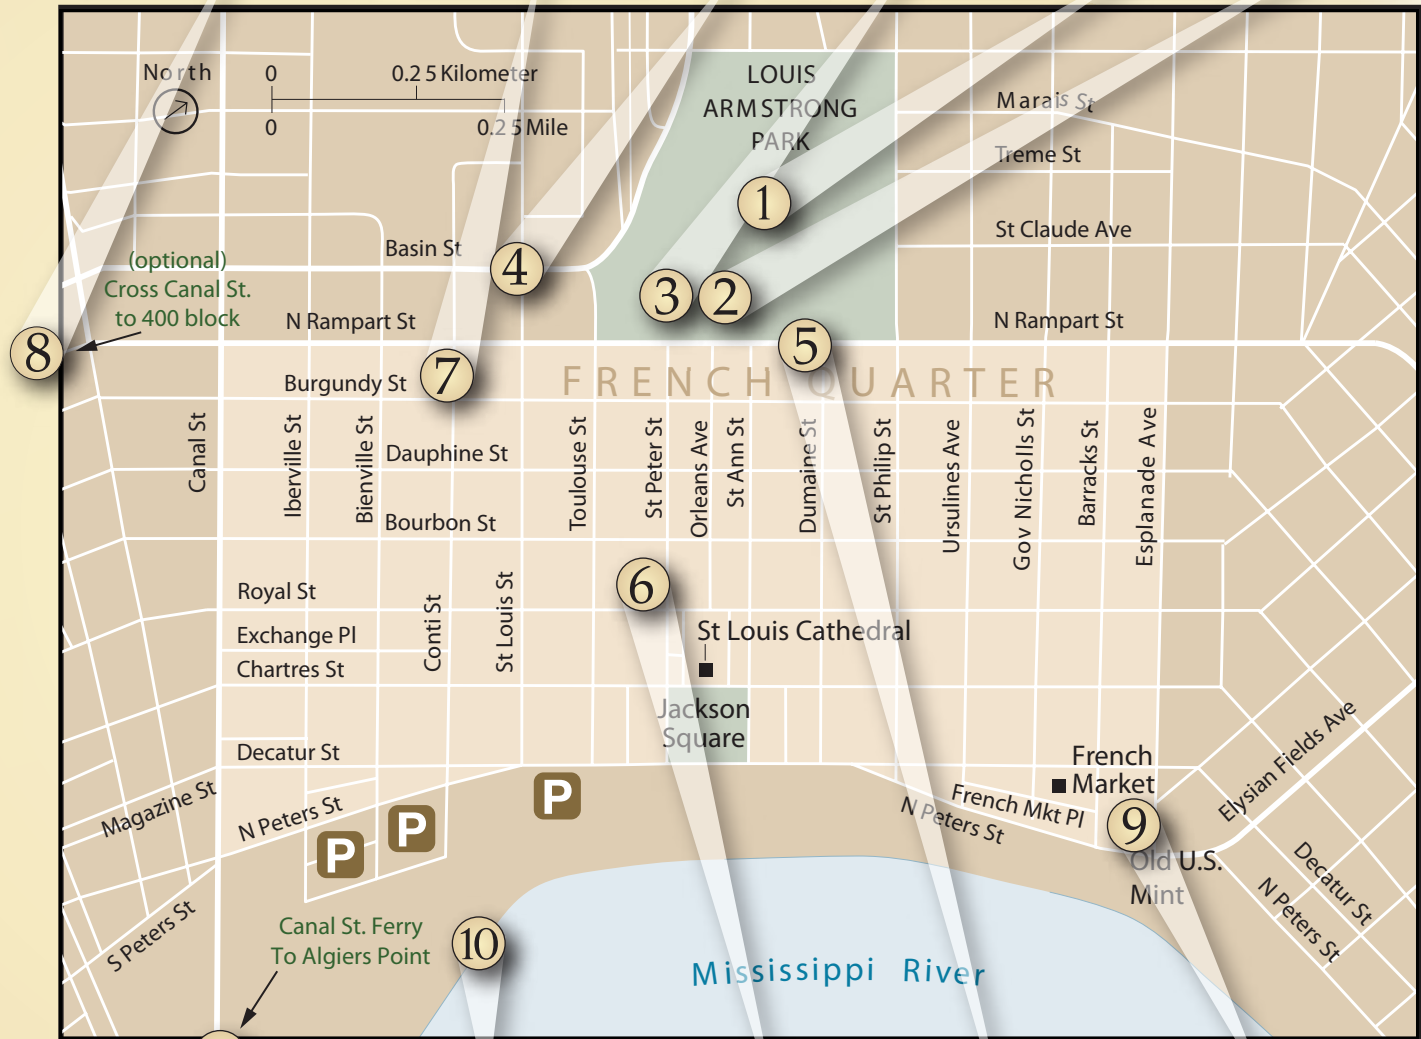 North
0
0.25 Kilometer
0
0.25 Mile
LOUIS
ARMSTRONG
PARK
Marais St
Treme St
St Claude Ave
N Rampart St
1
2
3
4
5
Basin St
(optional)
Cross Canal St.
to 400 block
N Rampart St
8
7
Burgundy St
FRENCH QUARTER
Canal St
Iberville St
Bienville St
Dauphine St
Bourbon St
Toulouse St
St Peter St
Orleans Ave
St Ann St
Dumaine St
St Philip St
Ursulines Ave
Gov Nicholls St
Barracks St
Esplanade Ave
Royal St
Exchange Pl
Chartres St
Conti St
St Louis St
6
St Louis Cathedral
Jackson
Square
Decatur St
Magazine St
N Peters St
P
P
P
French
Market
French Mkt Pl
N Peters St
9
Old U.S.
Mint
Elysian Fields Ave
Decatur St
N Peters St
S Peters St
Canal St. Ferry
To Algiers Point
10
Mississippi River